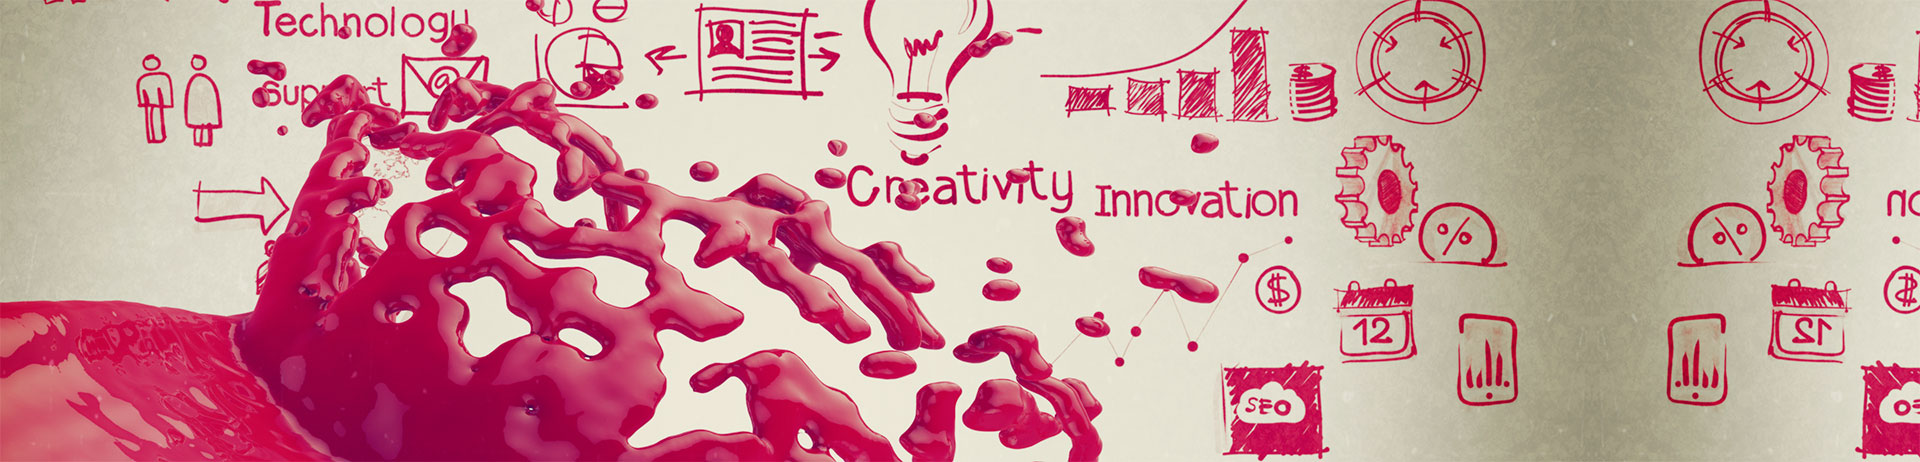 Technology
Support
@
Creativity Innovation
%
$
12
SEO